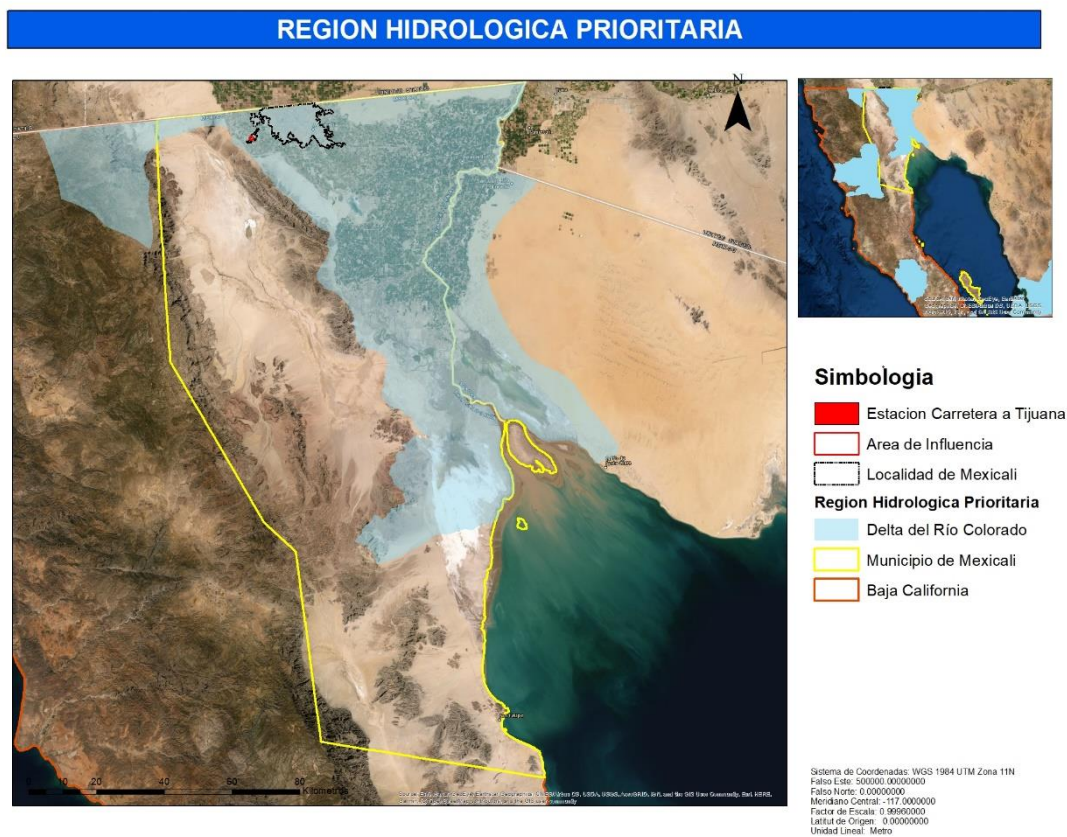 REGION HIDROLOGICA PRIORITARIA
N
Simbologia
Estacion Carretera a Tijuana
Area de Influencia
Localidad de Mexicali
Region Hidrologica Prioritaria
Delta del Río Colorado
Municipio de Mexicali
Baja California
0 10 20 40 60 80
Kilometros
Sistema de Coordenadas: WGS 1984 UTM Zona 11N
Falso Este: 500000.00000000
Falso Norte: 0.00000000
Meridiano Central: -117.0000000
Factor de Escala: 0.99960000
Latitut de Origen: 0.00000000
Unidad Lineal: Metro